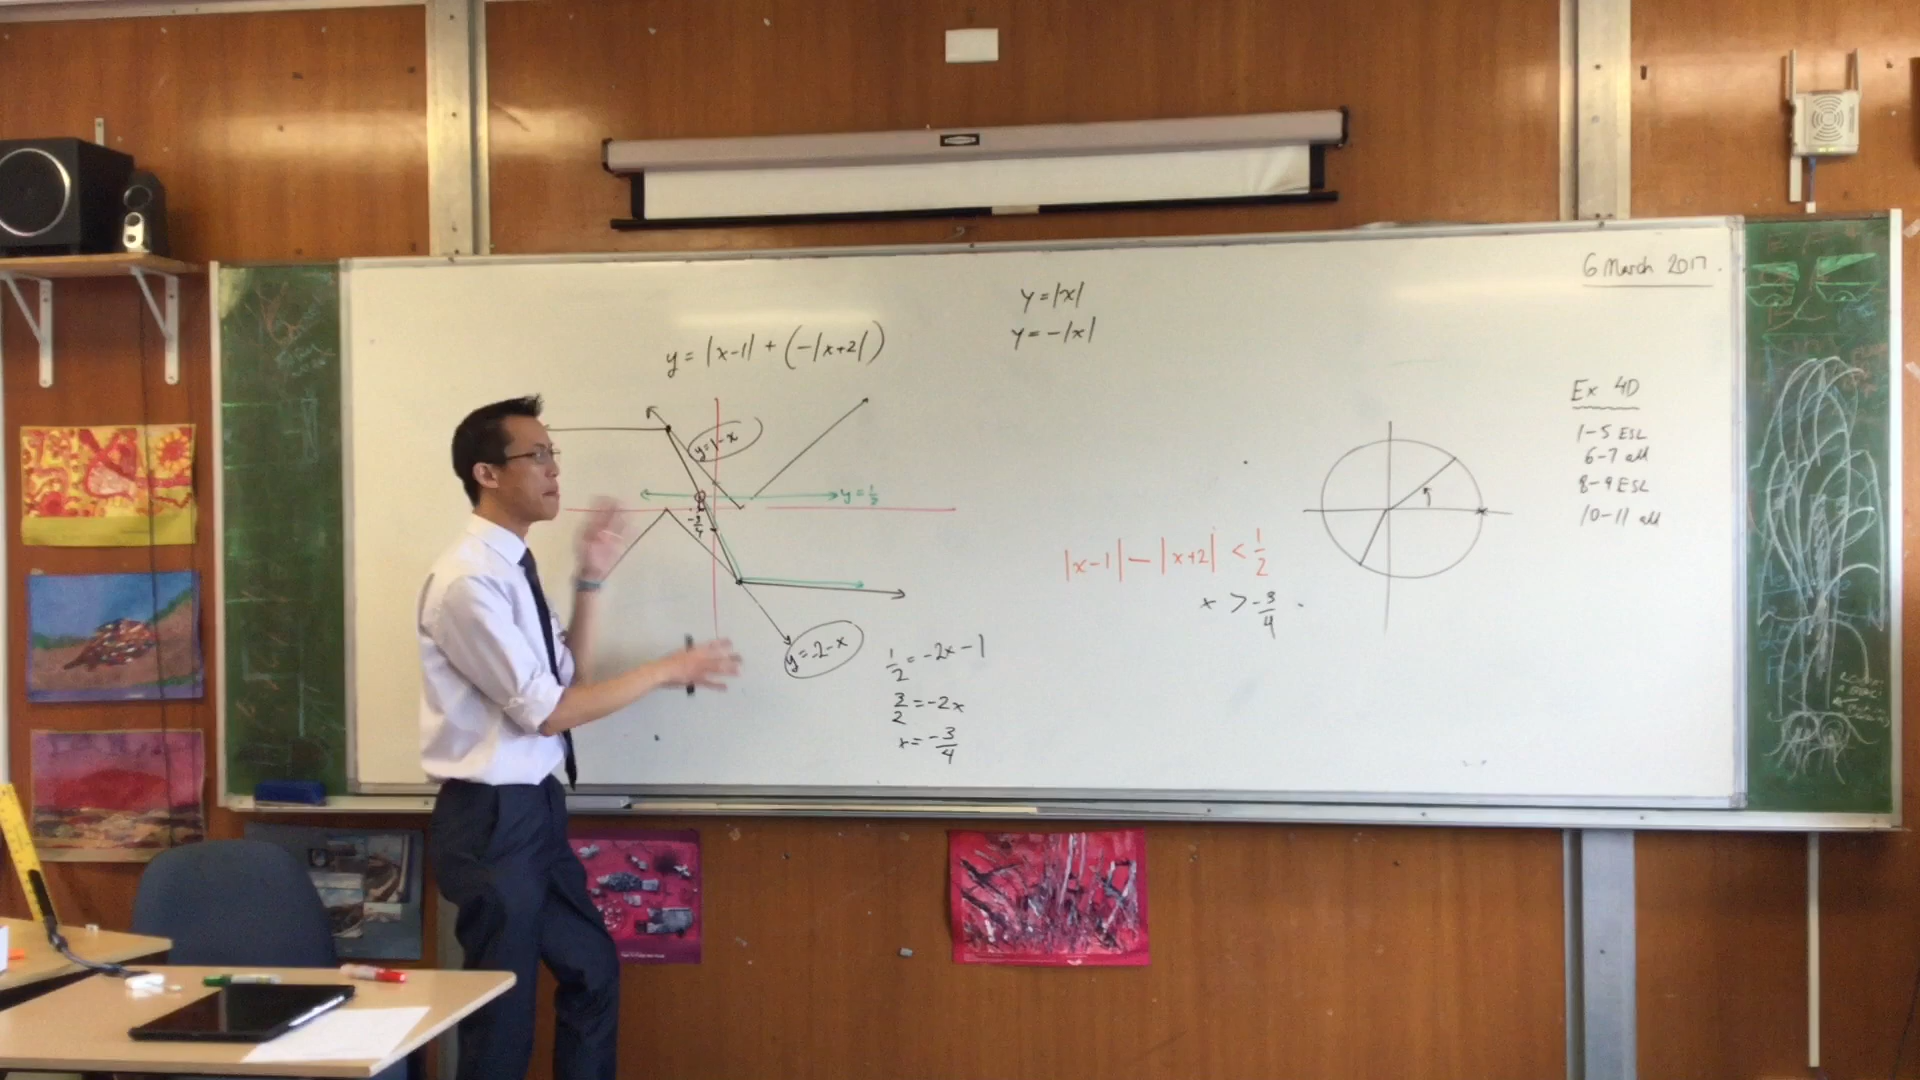 6 March 2017.
y = |x|
y = -|x|
y = |x-1| + (-|x+2|)
y=1-x
y = 1/2
-3/4
y=-2-x
1/2 = -2x - 1
3/2 = -2x
x = -3/4
|x-1| - |x+2| < 1/2
x > -3/4
Ex 4D
1-5 ESL
6-7 all
8-9 ESL
10-11 all